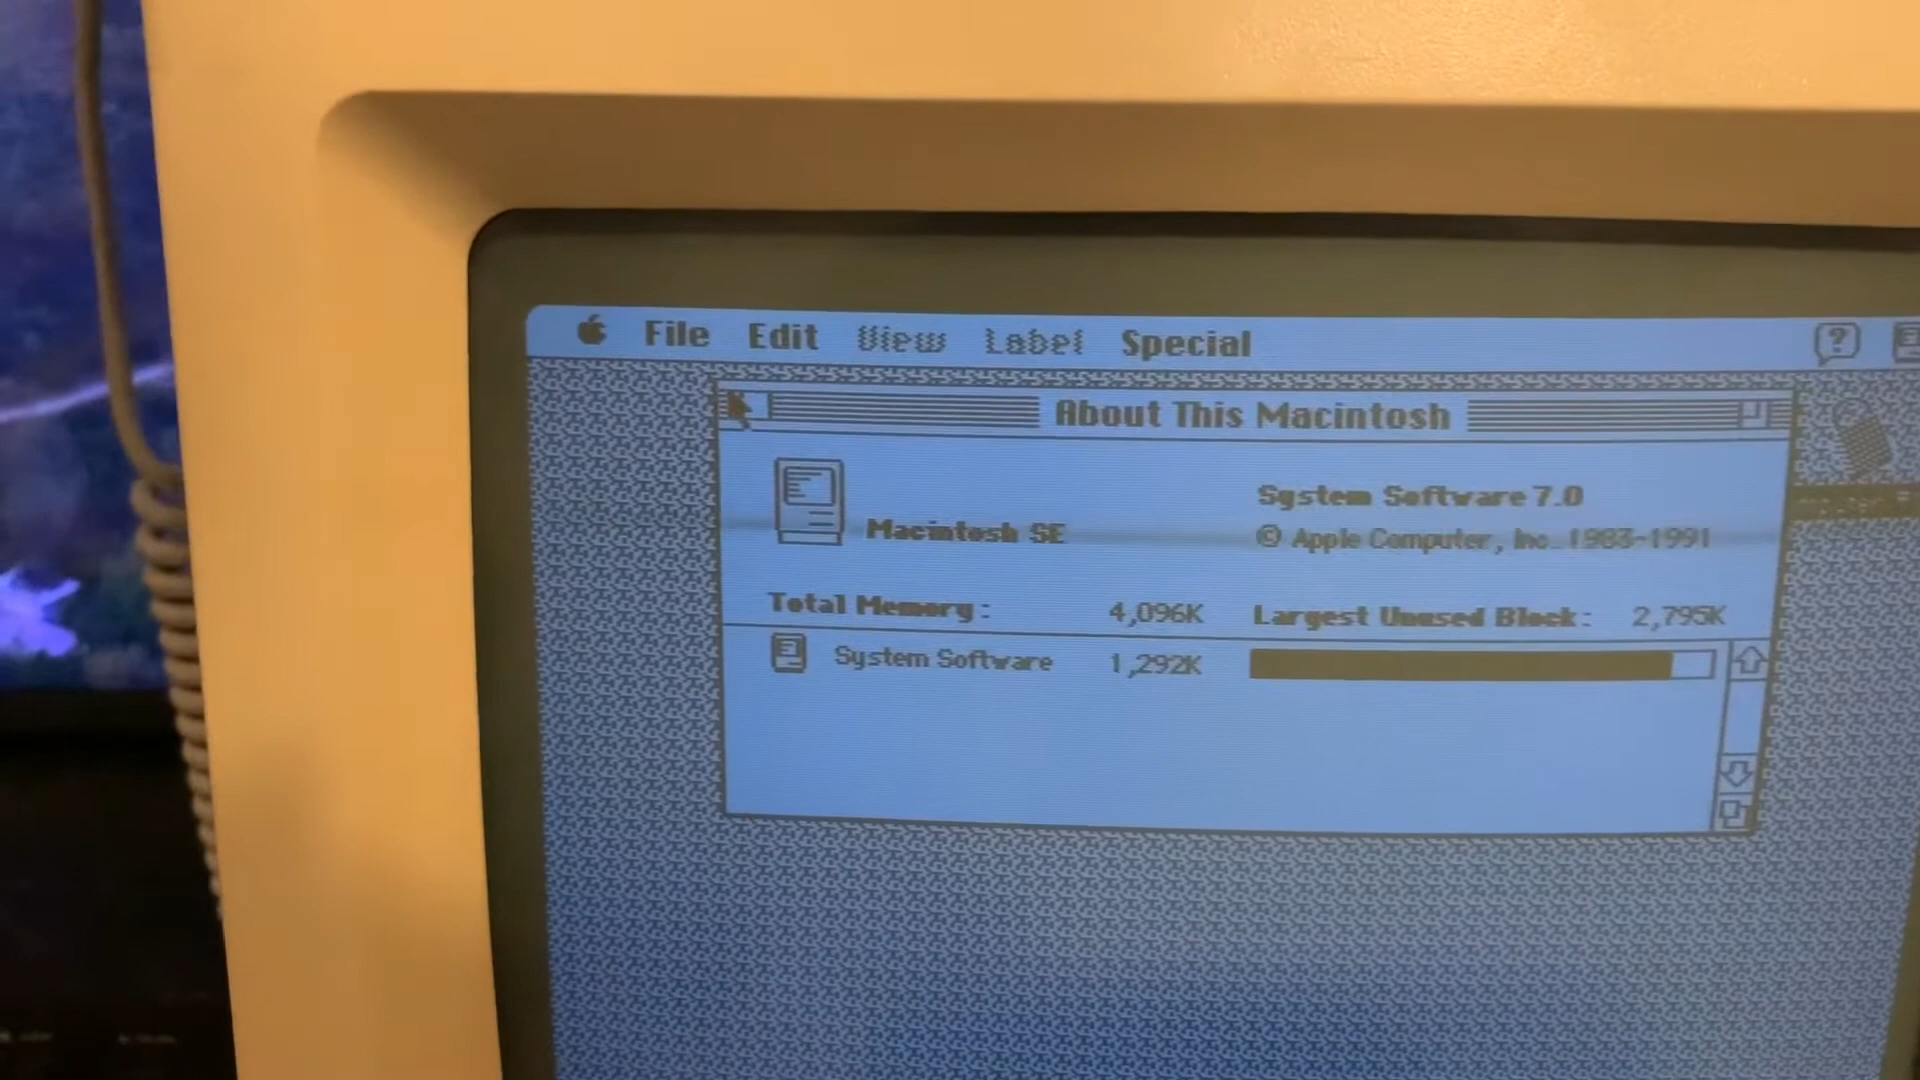 File Edit View Label Special
About This Macintosh
System Software 7.0
Macintosh SE
© Apple Computer, Inc. 1983-1991
Total Memory: 4,096K Largest Unused Block: 2,795K
System Software 1,292K